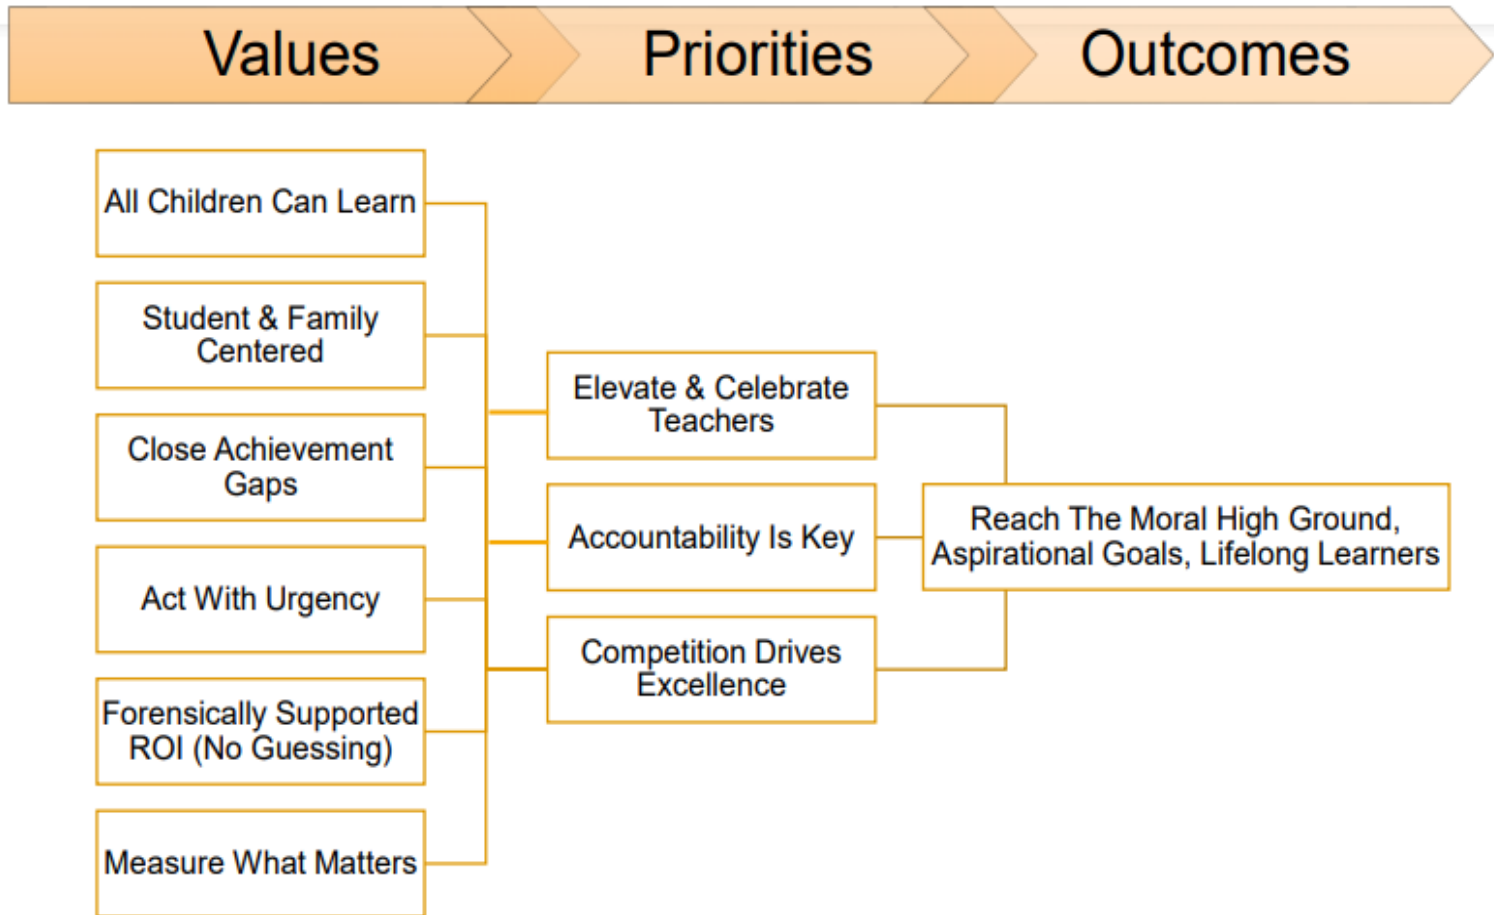 Values
Priorities
Outcomes
All Children Can Learn
Student & Family
Centered
Close Achievement
Gaps
Act With Urgency
Forensically Supported
ROI (No Guessing)
Measure What Matters
Elevate & Celebrate
Teachers
Accountability Is Key
Competition Drives
Excellence
Reach The Moral High Ground,
Aspirational Goals, Lifelong Learners